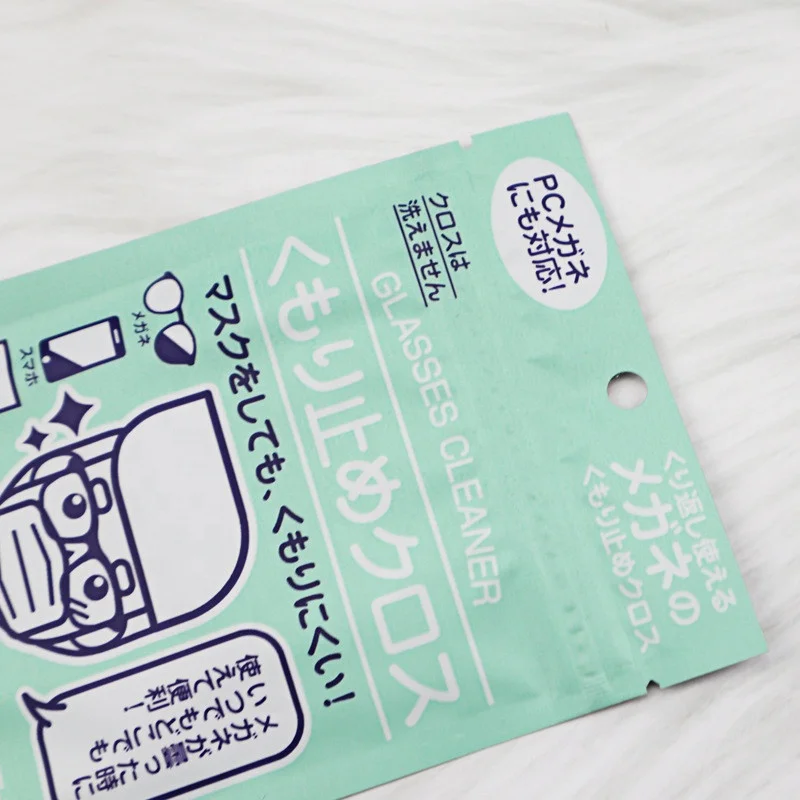 くり返し使える
メガネの
くもり止めクロス
PCメガネ
にも対応!
クロスは
洗えません
GLASSES CLEANER
くもり止めクロス
マスクをしても、くもりにくい!
メガネ
スマホ
メガネが曇った時に
いつでもどこでも
使えて便利!